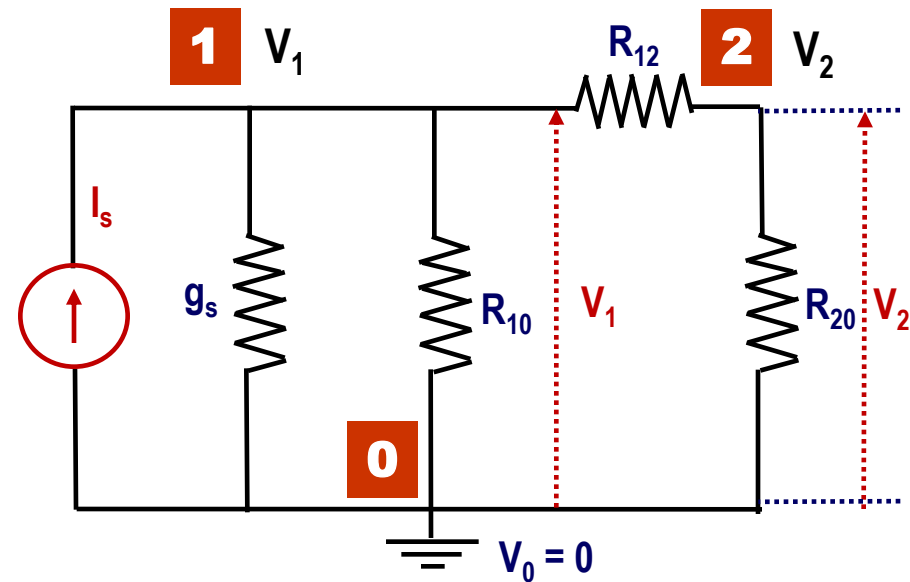 1 V₁
R₁₂
2 V₂
Iₛ
gₛ
R₁₀
V₁
R₂₀
V₂
0
V₀ = 0